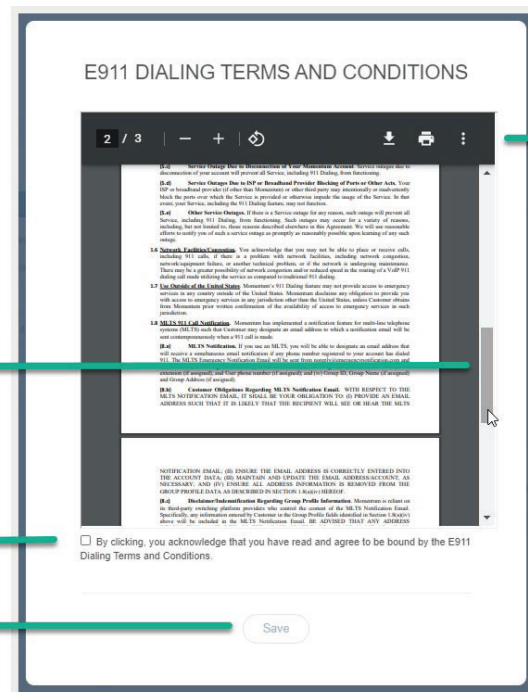 E911 DIALING TERMS AND CONDITIONS
2 / 3
[5.c] Service Outage Due to Disconnection of Your Momentum Account. Service outages due to
disconnection of your account will prevent all Service, including 911 Dialing, from functioning.
[5.d] Service Outages Due to ISP or Broadband Provider Blocking of Ports or Other Acts. Your
ISP or broadband provider (if other than Momentum) or other third party may intentionally or inadvertently
block the ports over which the Service is provided or otherwise impede the usage of the Service. In that
event, your Service, including the 911 Dialing feature, may not function.
[5.e] Other Service Outages. If there is a Service outage for any reason, such outage will prevent all
Service, including 911 Dialing, from functioning. Such outages may occur for a variety of reasons,
including, but not limited to, those reasons described elsewhere in this Agreement. We will use reasonable
efforts to notify you of such a service outage as promptly as reasonably possible upon learning of any such
outage.
1.6 Network Facilities/Congestion. You acknowledge that you may not be able to place or receive calls,
including 911 calls, if there is a problem with network facilities, including network congestion,
network/equipment failure, or another technical problem, or if the network is undergoing maintenance.
There may be a greater possibility of network congestion and/or reduced speed in the routing of a VoIP 911
dialing call made utilizing the service as compared to traditional 911 dialing.
1.7 Use Outside of the United States. Momentum's 911 Dialing feature may not provide access to emergency
services in any country outside of the United States. Momentum disclaims any obligation to provide you
with access to emergency services in any jurisdiction other than the United States, unless Customer obtains
from Momentum prior written confirmation of the availability of access to emergency services in such
jurisdiction.
1.8 MLTS 911 Call Notification. Momentum has implemented a notification feature for multi-line telephone
systems (MLTS) such that Customer may designate an email address to which a notification email will be
sent contemporaneously when a 911 call is made.
[8.a] MLTS Notification. If you use an MLTS, you will be able to designate an email address that
will receive a simultaneous email notification if any phone number registered to your account has dialed
911. The MLTS Emergency Notification Email will be sent from noreply@emergencynotification.com and
extension (if assigned); and User phone number (if assigned); and (iv) Group ID, Group Name (if assigned)
and Group Address (if assigned).
[8.b] Customer Obligations Regarding MLTS Notification Email. WITH RESPECT TO THE
MLTS NOTIFICATION EMAIL, IT SHALL BE YOUR OBLIGATION TO: (I) PROVIDE AN EMAIL
ADDRESS SUCH THAT IT IS LIKELY THAT THE RECIPIENT WILL SEE OR HEAR THE MLTS
NOTIFICATION EMAIL; (II) ENSURE THE EMAIL ADDRESS IS CORRECTLY ENTERED INTO
THE ACCOUNT DATA; (III) MAINTAIN AND UPDATE THE EMAIL ADDRESS/ACCOUNT, AS
NECESSARY, AND (IV) ENSURE ALL ADDRESS INFORMATION IS REMOVED FROM THE
GROUP PROFILE DATA AS DESCRIBED IN SECTION 1.8(a)(iv) HEREOF.
[8.c] Disclaimer/Indemnification Regarding Group Profile Information. Momentum is reliant on
its third-party switching platform providers who control the content of the MLTS Notification Email.
Specifically, any information entered by Customer in the Group Profile fields identified in Section 1.8(a)(iv)
above will be included in the MLTS Notification Email. BE ADVISED THAT ANY ADDRESS
By clicking, you acknowledge that you have read and agree to be bound by the E911
Dialing Terms and Conditions.
Save